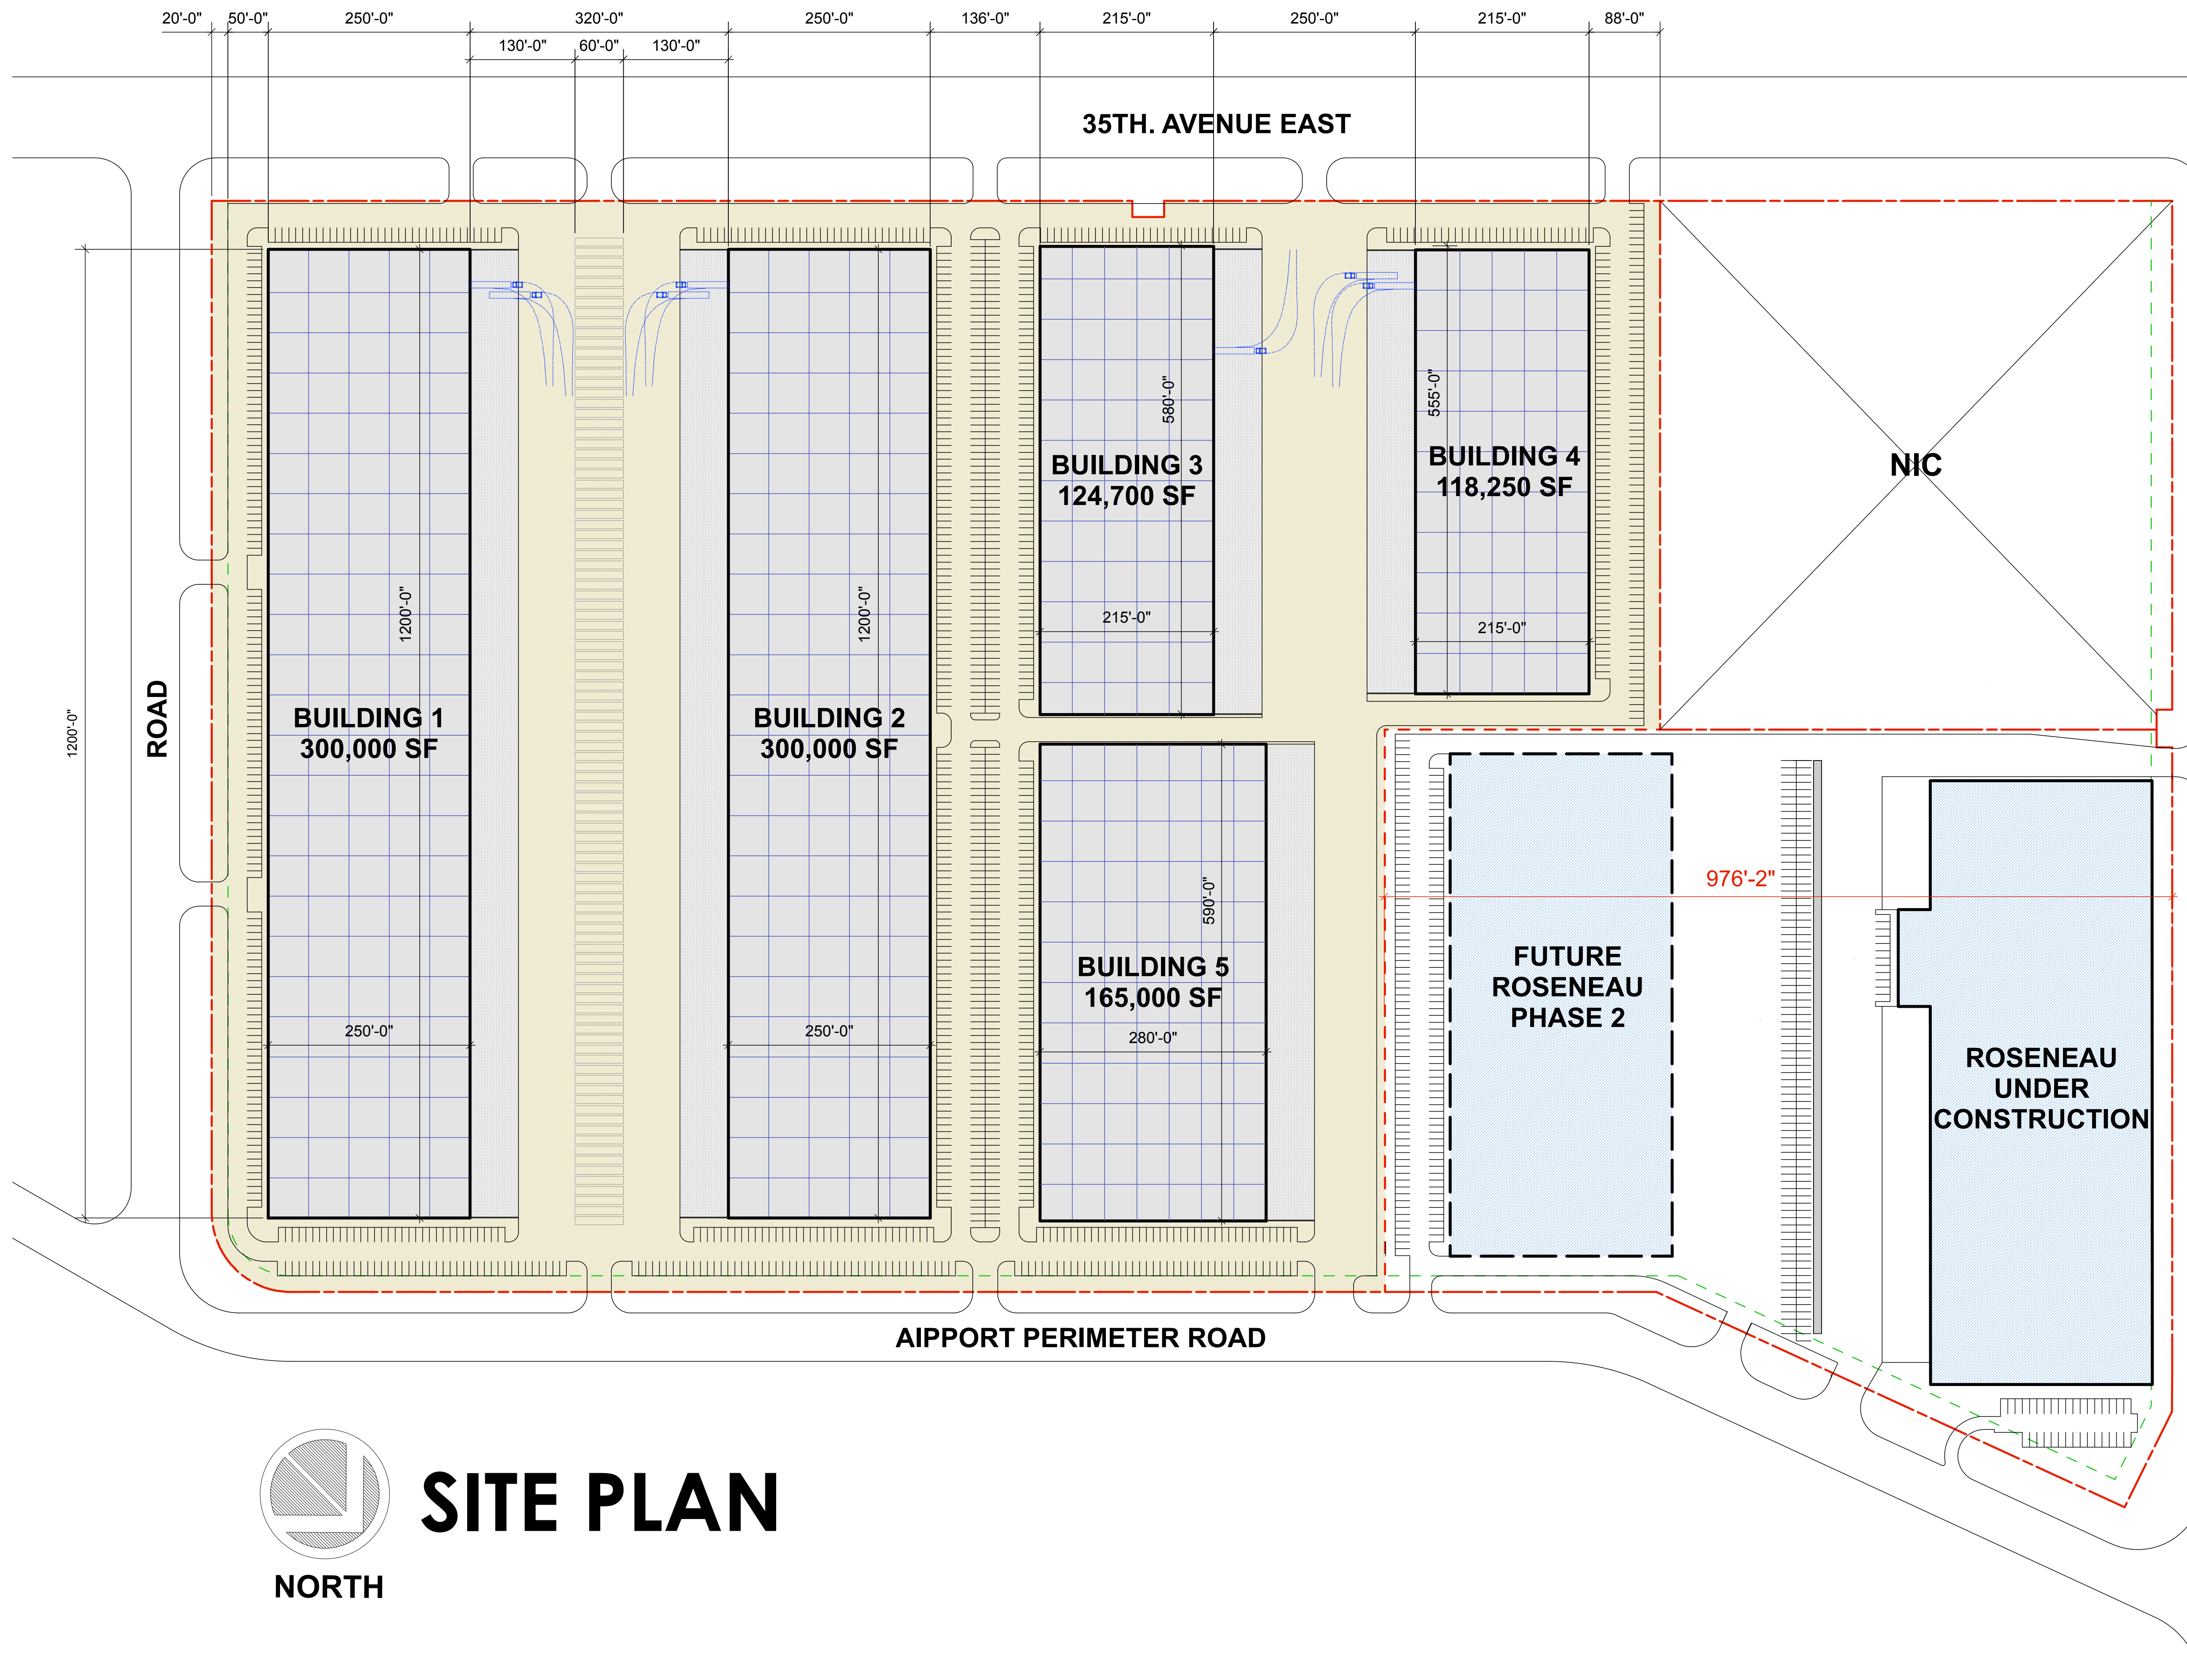 20'-0"
50'-0"
250'-0"
320'-0"
250'-0"
136'-0"
215'-0"
250'-0"
215'-0"
88'-0"
130'-0"
60'-0"
130'-0"
35TH. AVENUE EAST
580'-0"
555'-0"
BUILDING 3
124,700 SF
BUILDING 4
118,250 SF
NIC
1200'-0"
1200'-0"
215'-0"
215'-0"
1200'-0"
ROAD
BUILDING 1
300,000 SF
BUILDING 2
300,000 SF
590'-0"
976'-2"
BUILDING 5
165,000 SF
FUTURE
ROSENEAU
PHASE 2
250'-0"
250'-0"
280'-0"
ROSENEAU
UNDER
CONSTRUCTION
AIPPORT PERIMETER ROAD
SITE PLAN
NORTH